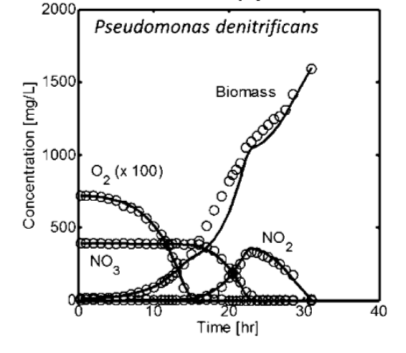 2000
Pseudomonas denitrificans
1500
Biomass
1000
O2 (x 100)
500
NO2
NO3
0
0 10 20 30 40
Time [hr]
Concentration [mg/L]